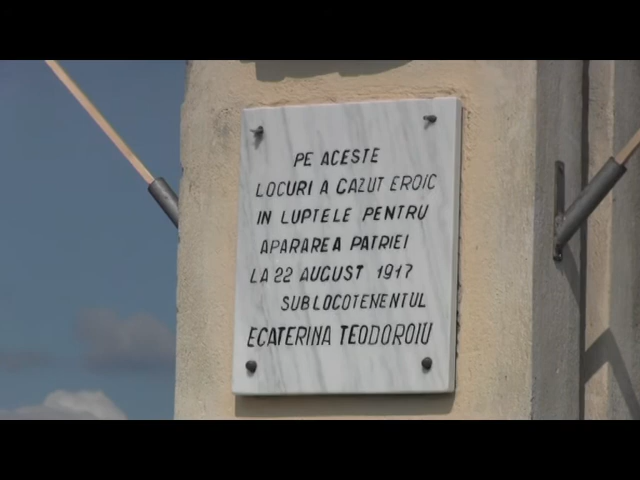 PE ACESTE
LOCURI A CAZUT EROIC
IN LUPTELE PENTRU
APARAREA PATRIEI
LA 22 AUGUST 1917
SUBLOCOTENENTUL
ECATERINA TEODOROIU